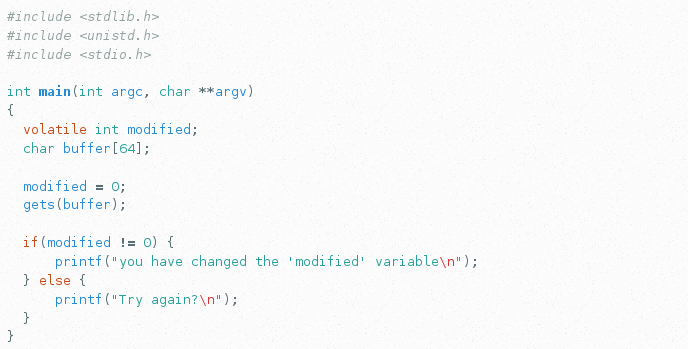 #include <stdlib.h>
#include <unistd.h>
#include <stdio.h>

int main(int argc, char **argv)
{
  volatile int modified;
  char buffer[64];

  modified = 0;
  gets(buffer);

  if(modified != 0) {
      printf("you have changed the 'modified' variable\n");
  } else {
      printf("Try again?\n");
  }
}